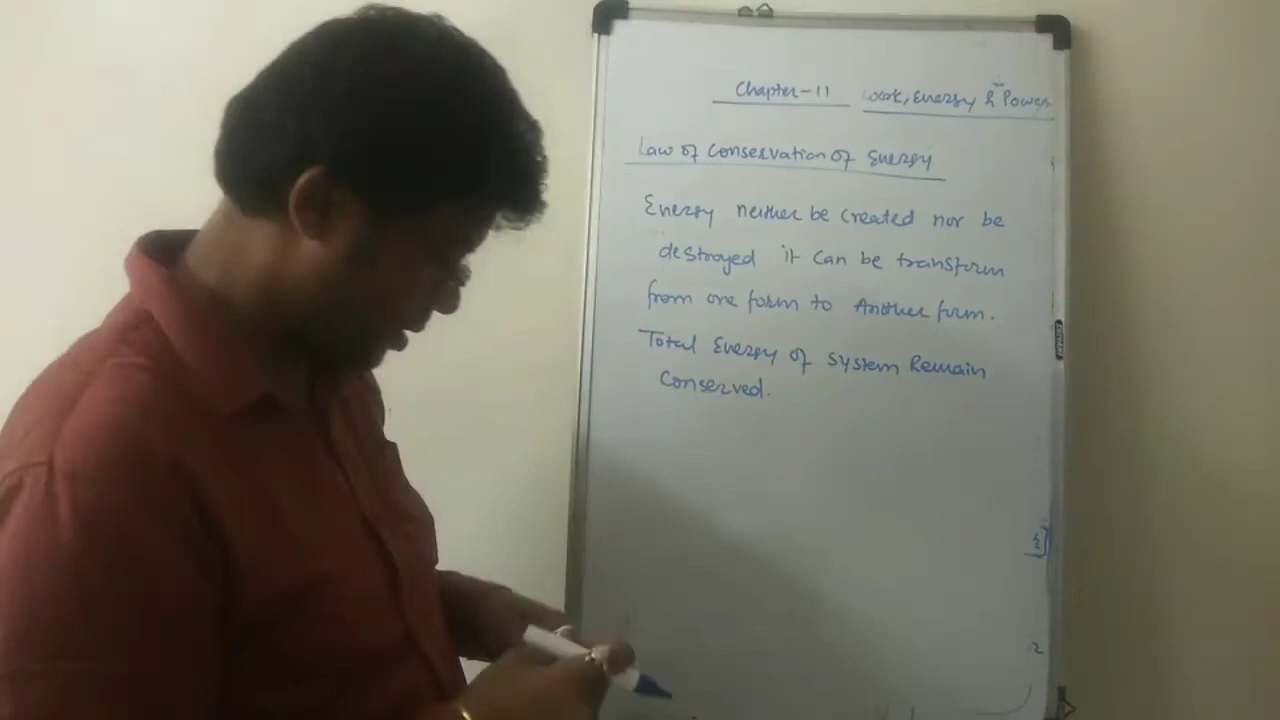 Chapter-11 Work, Energy & Power
Law of Conservation of Energy
Energy neither be created nor be
destroyed it can be transform
from one form to Another form.
Total Energy of system Remain
Conserved.
2